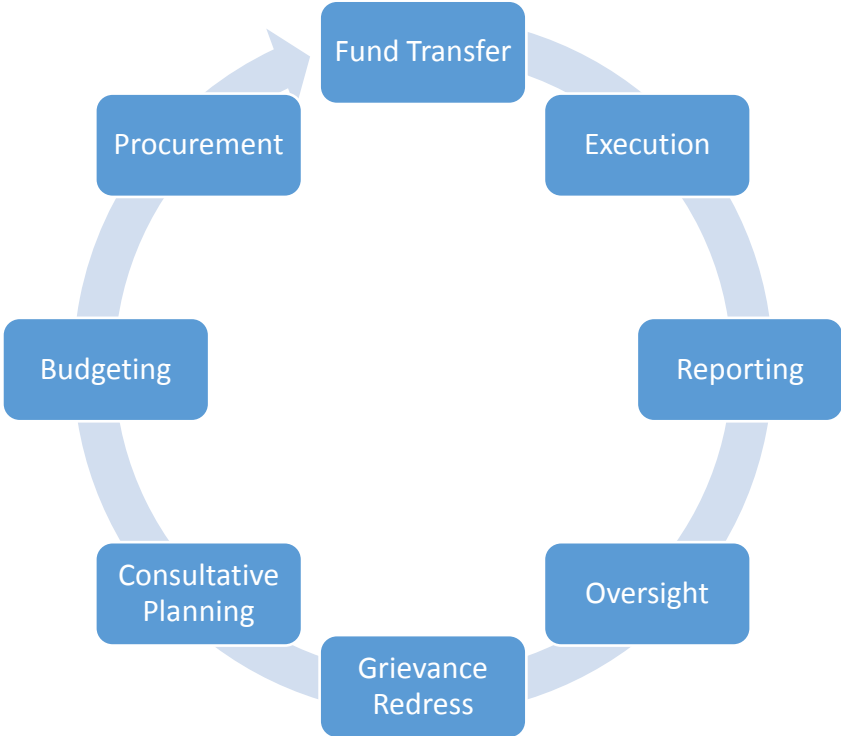 Fund Transfer
Execution
Reporting
Oversight
Grievance
Redress
Consultative
Planning
Budgeting
Procurement